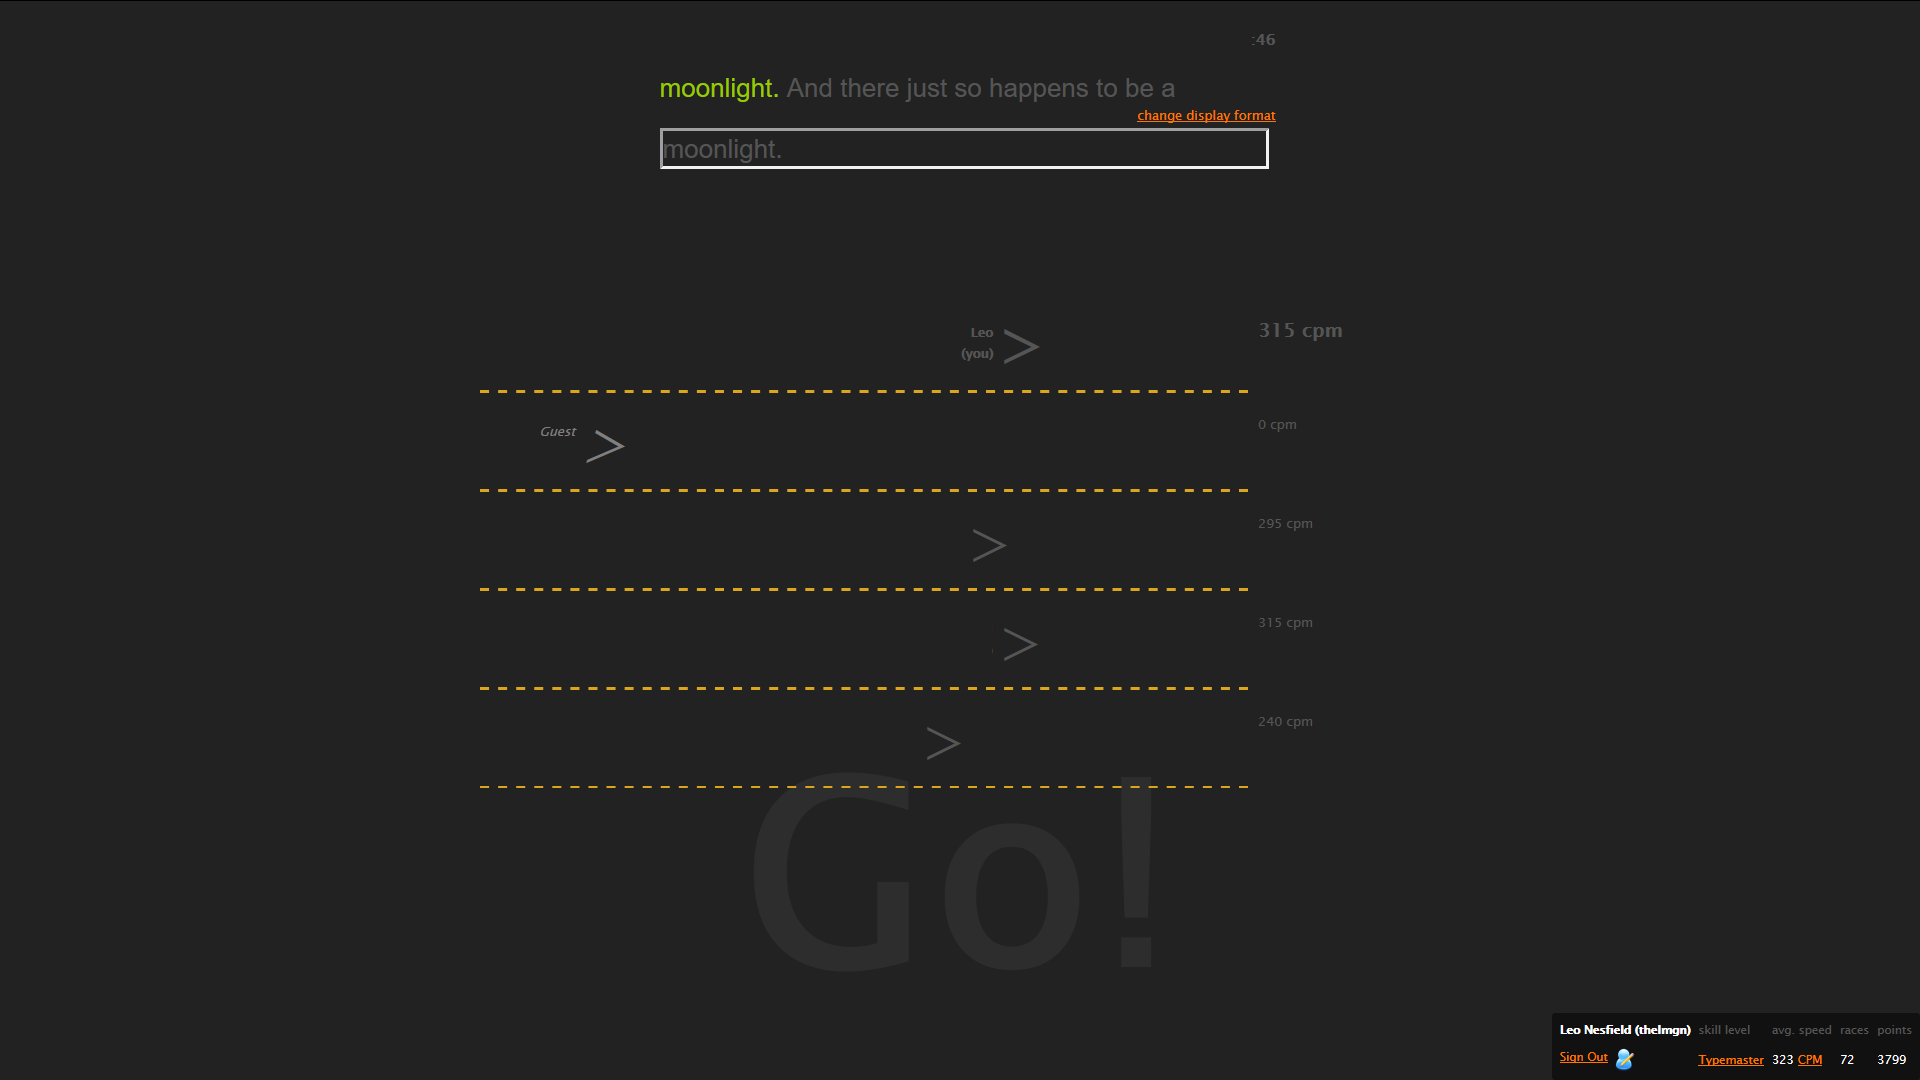 :46
moonlight. And there just so happens to be a
change display format
moonlight.
Leo
(you)
315 cpm
Guest
0 cpm
295 cpm
315 cpm
240 cpm
Go!
Leo Nesfield (thelmgn) skill level avg. speed races points
Sign Out Typemaster 323 CPM 72 3799